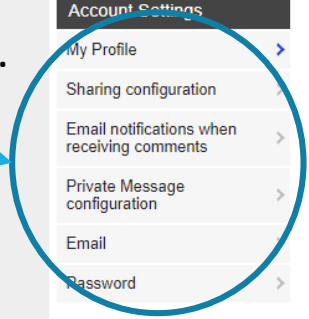 Account Settings
My Profile
Sharing configuration
Email notifications when
receiving comments
Private Message
configuration
Email
Password